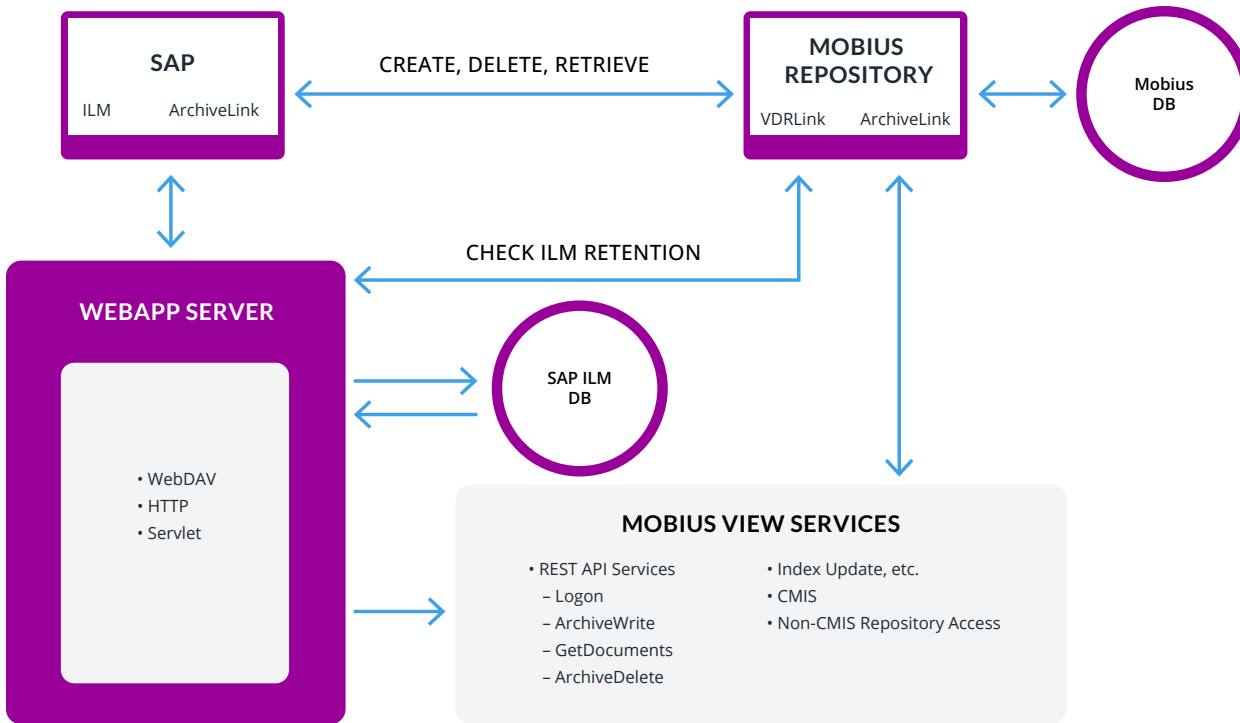 SAP
ILM ArchiveLink
CREATE, DELETE, RETRIEVE
MOBIUS
REPOSITORY
VDRLink ArchiveLink
Mobius
DB
CHECK ILM RETENTION
WEBAPP SERVER
• WebDAV
• HTTP
• Servlet
SAP ILM
DB
MOBIUS VIEW SERVICES
• REST API Services
– Logon
– ArchiveWrite
– GetDocuments
– ArchiveDelete
• Index Update, etc.
• CMIS
• Non-CMIS Repository Access